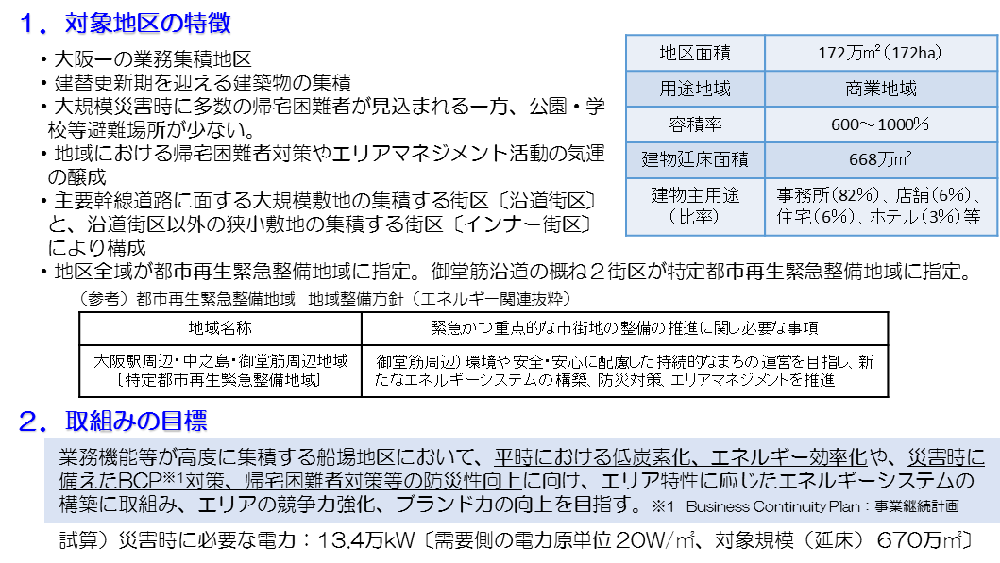 １．対象地区の特徴
・大阪一の業務集積地区
・建替更新期を迎える建築物の集積
・大規模災害時に多数の帰宅困難者が見込まれる一方、公園・学
校等避難場所が少ない。
・地域における帰宅困難者対策やエリアマネジメント活動の気運
の醸成
・主要幹線道路に面する大規模敷地の集積する街区〔沿道街区〕
と、沿道街区以外の狭小敷地の集積する街区〔インナー街区〕
により構成
・地区全域が都市再生緊急整備地域に指定。御堂筋沿道の概ね２街区が特定都市再生緊急整備地域に指定。
地区面積 172万㎡（172ha）
用途地域 商業地域
容積率 600～1000％
建物延床面積 668万㎡
建物主用途 事務所（82％）、店舗（6％）、
（比率） 住宅（6％）、ホテル（3％）等
（参考）都市再生緊急整備地域 地域整備方針（エネルギー関連抜粋）
地域名称 緊急かつ重点的な市街地の整備の推進に関し必要な事項
大阪駅周辺・中之島・御堂筋周辺地域 御堂筋周辺）環境や安全・安心に配慮した持続的なまちの運営を目指し、新
〔特定都市再生緊急整備地域〕 たなエネルギーシステムの構築、防災対策、エリアマネジメントを推進
２．取組みの目標
業務機能等が高度に集積する船場地区において、平時における低炭素化、エネルギー効率化や、災害時に
備えたBCP※1対策、帰宅困難者対策等の防災性向上に向け、エリア特性に応じたエネルギーシステムの
構築に取組み、エリアの競争力強化、ブランド力の向上を目指す。※1 Business Continuity Plan：事業継続計画
試算）災害時に必要な電力：13.4万kW〔需要側の電力原単位 20W/㎡、対象規模（延床） 670万㎡〕